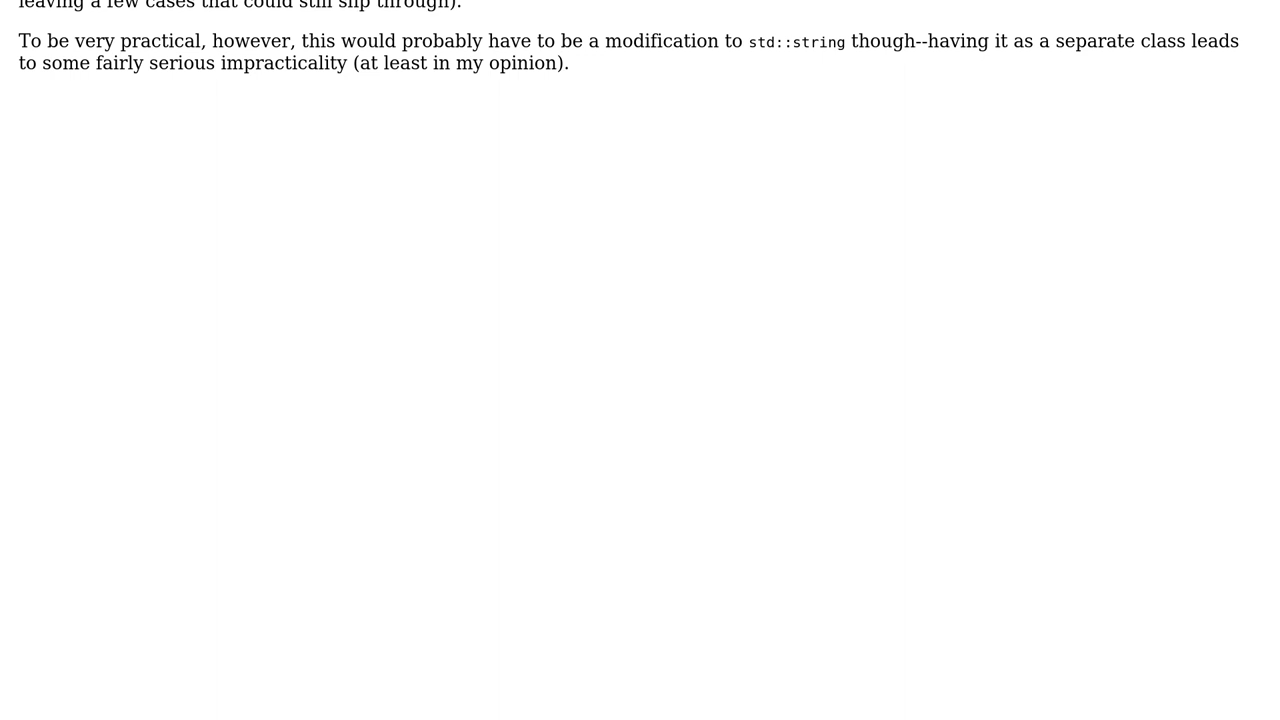 leaving a few cases that could still slip through).
To be very practical, however, this would probably have to be a modification to std::string though--having it as a separate class leads
to some fairly serious impracticality (at least in my opinion).